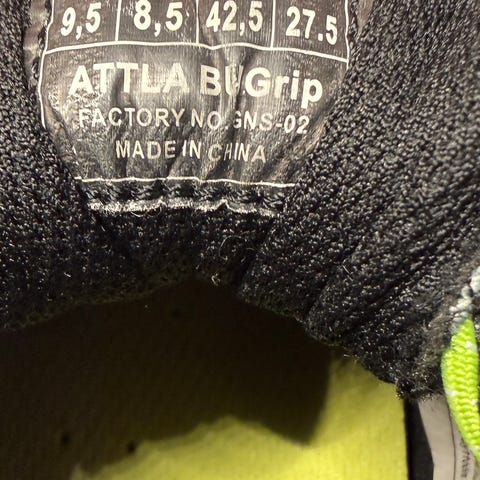 9,5 8,5 42,5 27.5
ATTLA BUGrip
FACTORY NO.GNS-02
MADE IN CHINA